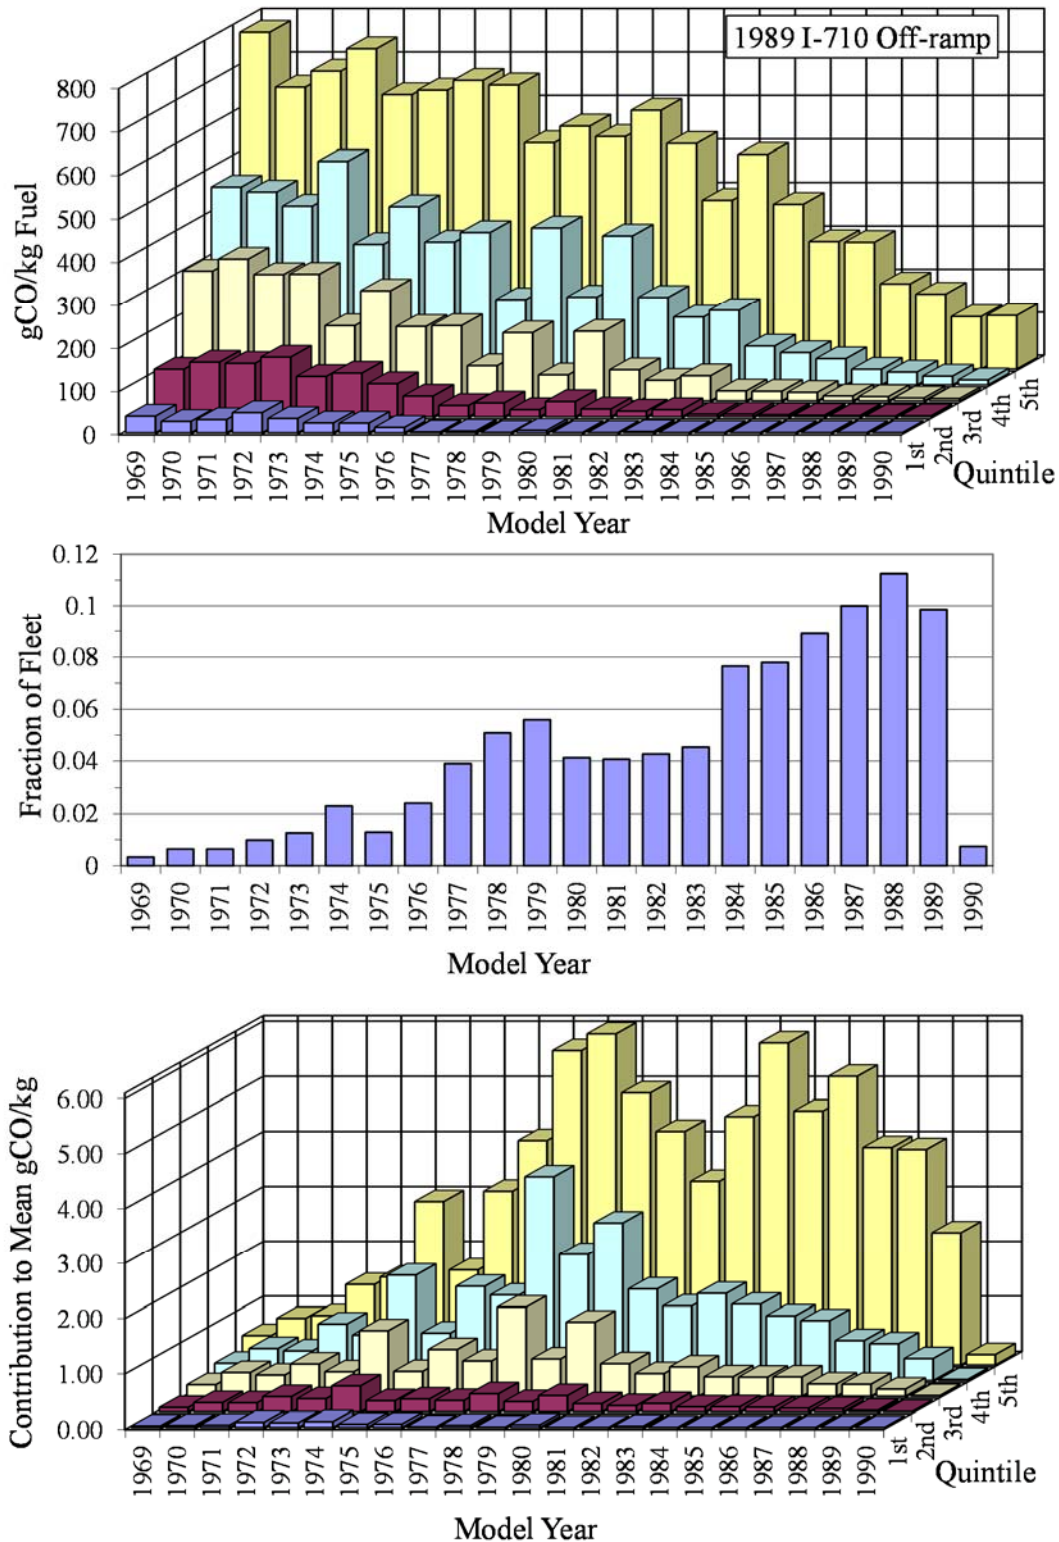 1989 I-710 Off-ramp
gCO/kg Fuel
800
700
600
500
400
300
200
100
0
1969 1970 1971 1972 1973 1974 1975 1976 1977 1978 1979 1980 1981 1982 1983 1984 1985 1986 1987 1988 1989 1990
1st 2nd 3rd 4th 5th
Quintile
Model Year
Fraction of Fleet
0.12
0.1
0.08
0.06
0.04
0.02
0
1969 1970 1971 1972 1973 1974 1975 1976 1977 1978 1979 1980 1981 1982 1983 1984 1985 1986 1987 1988 1989 1990
Model Year
Contribution to Mean gCO/kg
6.00
5.00
4.00
3.00
2.00
1.00
0.00
1969 1970 1971 1972 1973 1974 1975 1976 1977 1978 1979 1980 1981 1982 1983 1984 1985 1986 1987 1988 1989 1990
1st 2nd 3rd 4th 5th
Quintile
Model Year